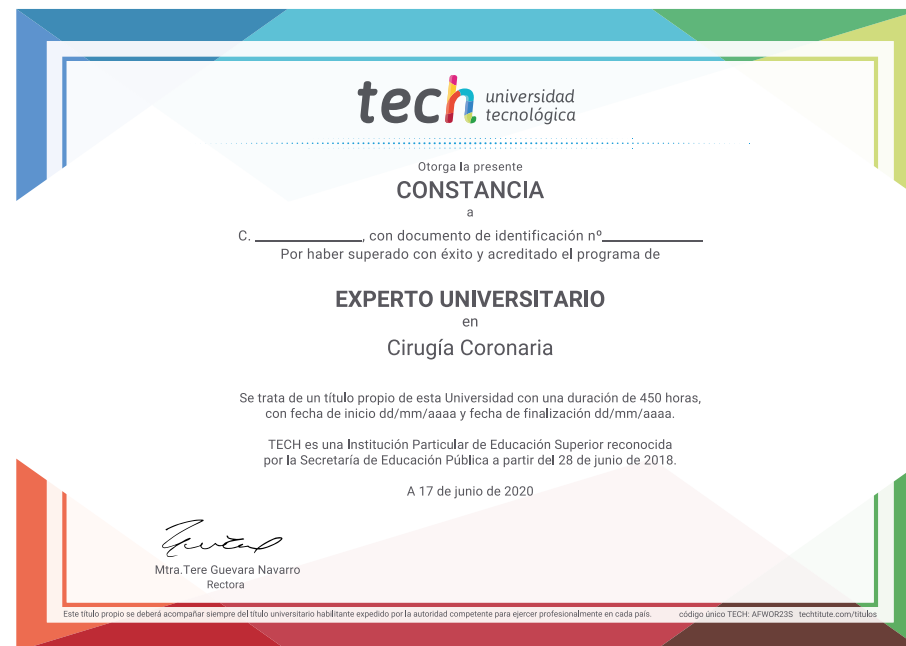 tech universidad
tecnológica
Otorga la presente
CONSTANCIA
a
C. ____________, con documento de identificación nº____________
Por haber superado con éxito y acreditado el programa de
EXPERTO UNIVERSITARIO
en
Cirugía Coronaria
Se trata de un título propio de esta Universidad con una duración de 450 horas,
con fecha de inicio dd/mm/aaaa y fecha de finalización dd/mm/aaaa.
TECH es una Institución Particular de Educación Superior reconocida
por la Secretaría de Educación Pública a partir del 28 de junio de 2018.
A 17 de junio de 2020
Mtra.Tere Guevara Navarro
Rectora
Este título propio se deberá acompañar siempre del título universitario habilitante expedido por la autoridad competente para ejercer profesionalmente en cada país. código único TECH: AFWOR23S techtitute.com/títulos